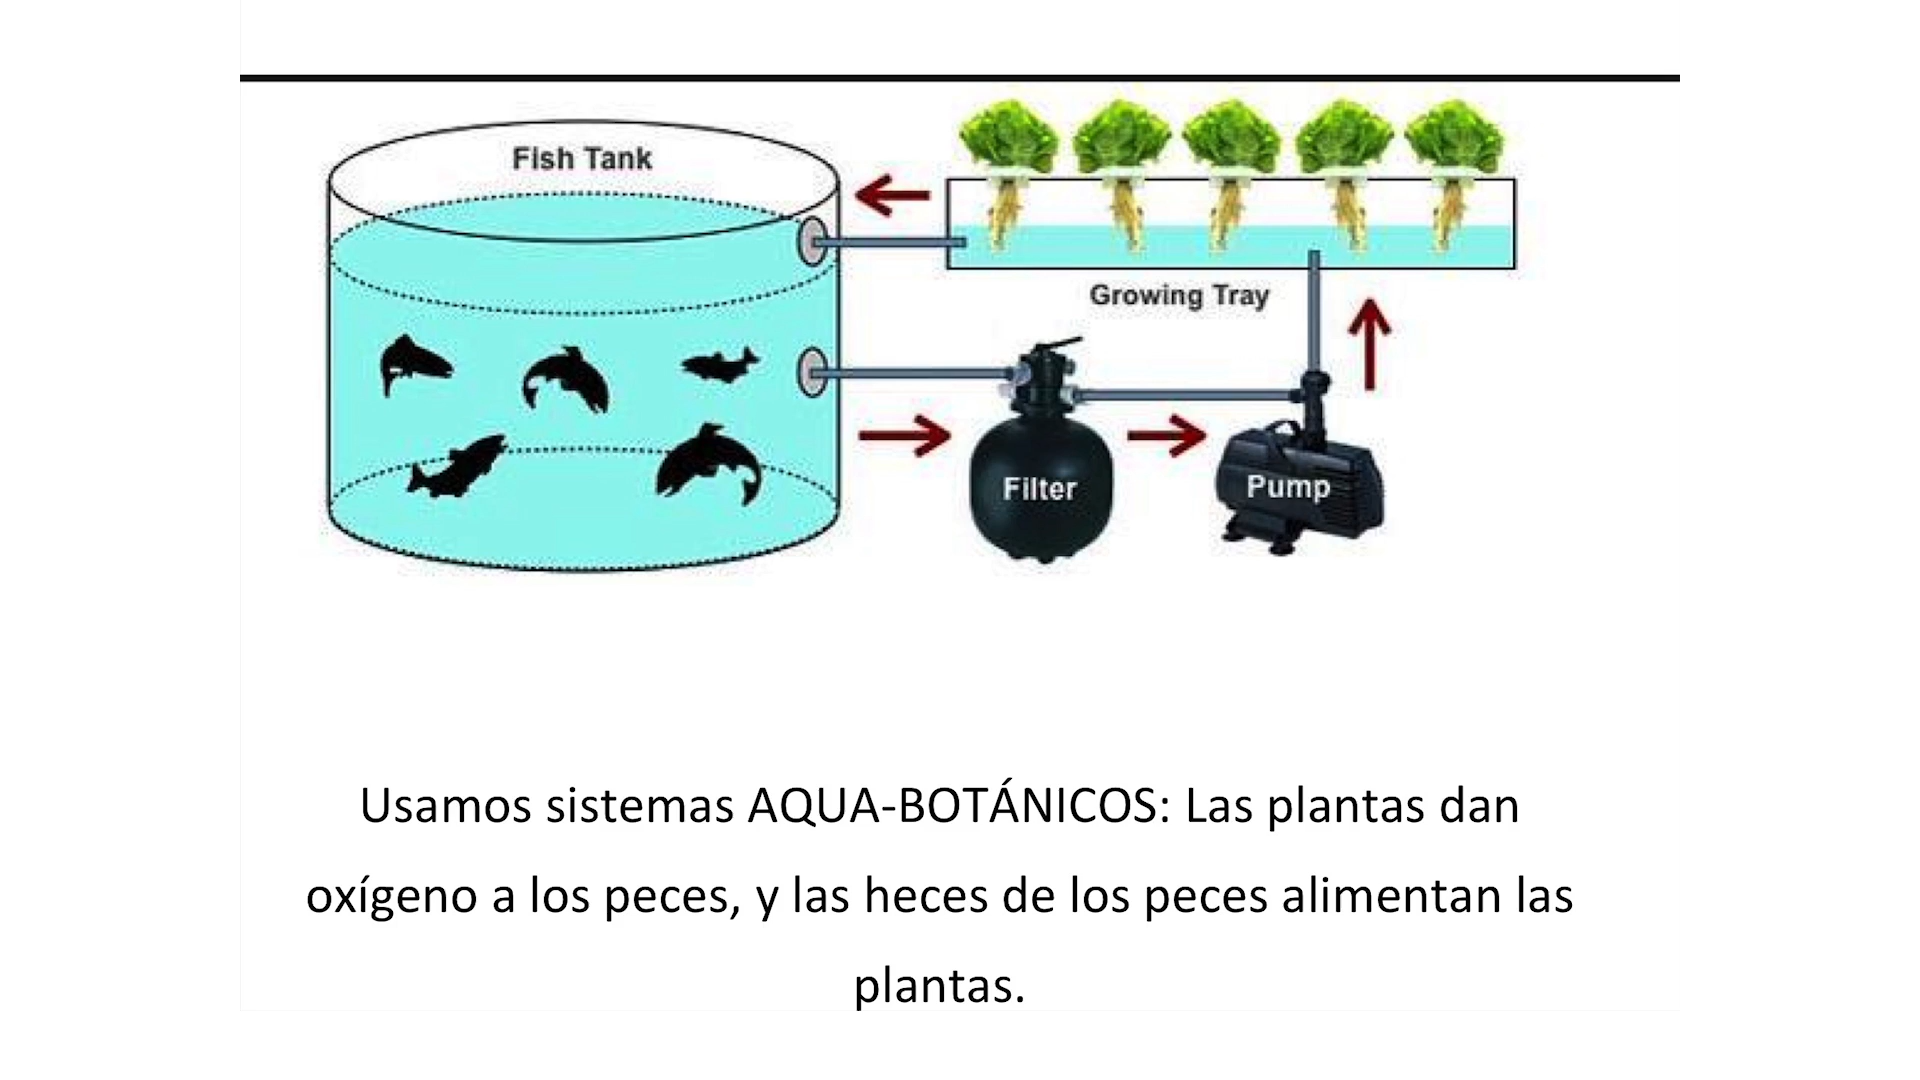 Fish Tank
Growing Tray
Filter
Pump
Usamos sistemas AQUA-BOTÁNICOS: Las plantas dan
oxígeno a los peces, y las heces de los peces alimentan las
plantas.